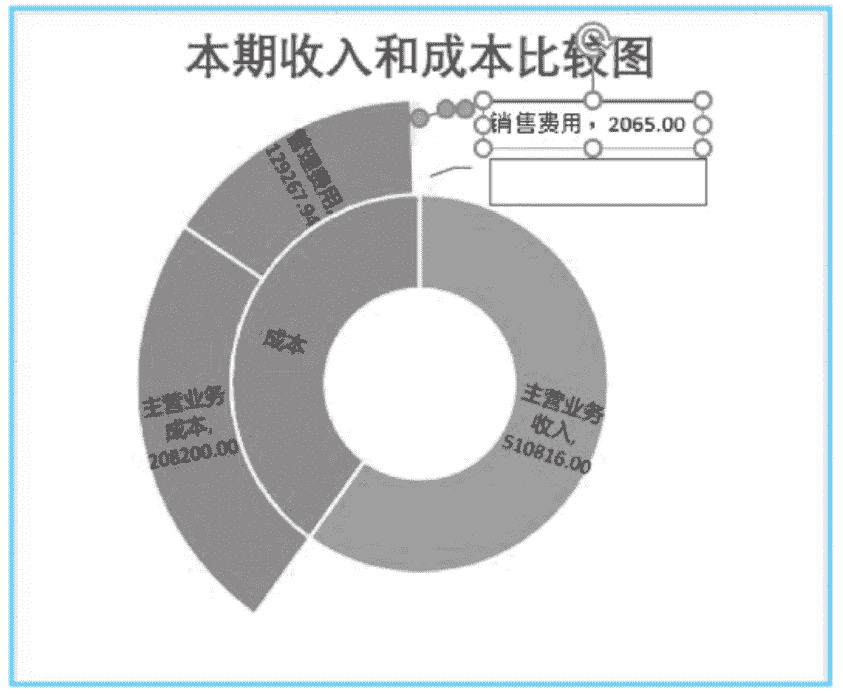 本期收入和成本比较图
销售费用，2065.00
管理费用,
129267.94
成本
主营业务
成本,
208200.00
主营业务
收入,
510816.00